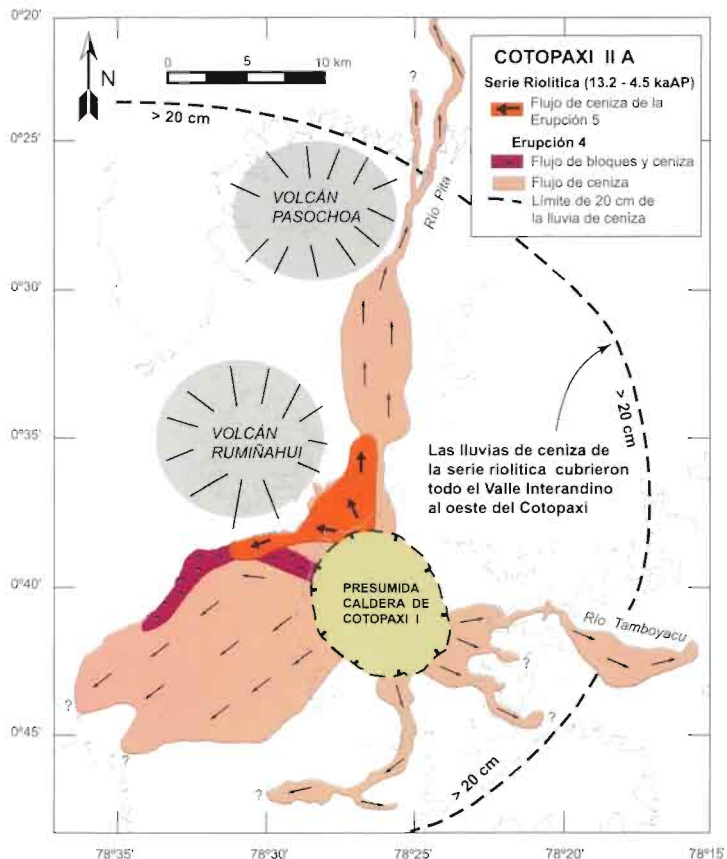 0°20'
0°25'
0°30'
0°35'
0°40'
0°45'
78°35'
78°30'
78°25'
78°20'
78°15'
N
0 5 10 km
COTOPAXI II A
Serie Riolítica (13.2 - 4.5 kaAP)
Flujo de ceniza de la
Erupción 5
Erupción 4
Flujo de bloques y ceniza
Flujo de ceniza
Límite de 20 cm de
la lluvia de ceniza
> 20 cm
?
VOLCÁN
PASOCHOA
Río Pita
> 20 cm
VOLCÁN
RUMIÑAHUI
Las lluvias de ceniza de
la serie riolítica cubrieron
todo el Valle Interandino
al oeste del Cotopaxi
PRESUMIDA
CALDERA DE
COTOPAXI I
Río Tamboyacu
?
?
?
?
?
> 20 cm